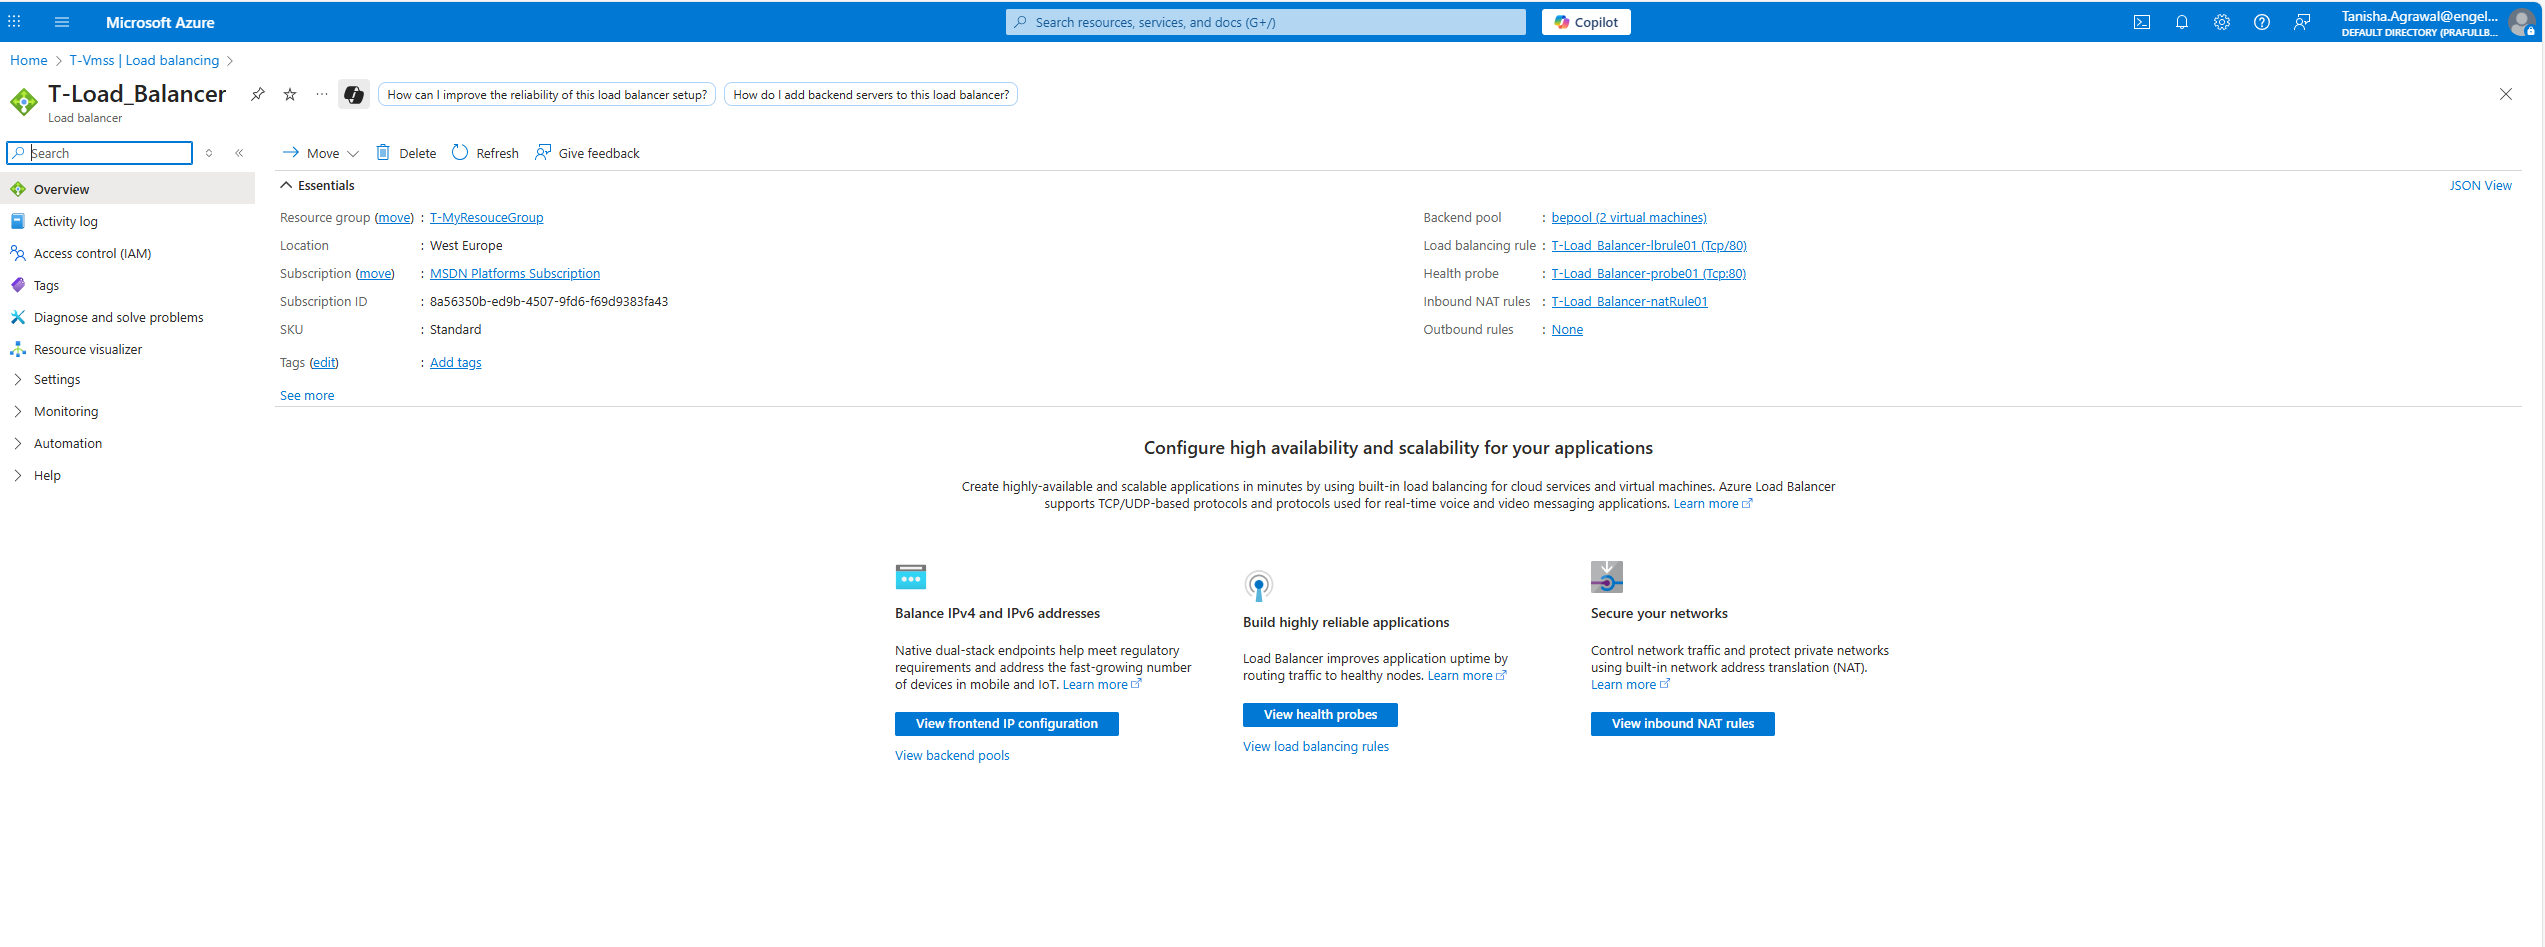 Microsoft Azure
Search resources, services, and docs (G+/)
Copilot
Tanisha.Agrawal@engel...
DEFAULT DIRECTORY (PRAFULLB...
Home > T-Vmss | Load balancing >
T-Load_Balancer
Load balancer
How can I improve the reliability of this load balancer setup?
How do I add backend servers to this load balancer?
Search
Move
Delete
Refresh
Give feedback
Overview
Activity log
Access control (IAM)
Tags
Diagnose and solve problems
Resource visualizer
Settings
Monitoring
Automation
Help
Essentials
JSON View
Resource group (move) : T-MyResouceGroup
Location : West Europe
Subscription (move) : MSDN Platforms Subscription
Subscription ID : 8a56350b-ed9b-4507-9fd6-f69d9383fa43
SKU : Standard
Tags (edit) : Add tags
See more
Backend pool : bepool (2 virtual machines)
Load balancing rule : T-Load_Balancer-lbrule01 (Tcp/80)
Health probe : T-Load_Balancer-probe01 (Tcp:80)
Inbound NAT rules : T-Load_Balancer-natRule01
Outbound rules : None
Configure high availability and scalability for your applications
Create highly-available and scalable applications in minutes by using built-in load balancing for cloud services and virtual machines. Azure Load Balancer
supports TCP/UDP-based protocols and protocols used for real-time voice and video messaging applications. Learn more
Balance IPv4 and IPv6 addresses
Native dual-stack endpoints help meet regulatory
requirements and address the fast-growing number
of devices in mobile and IoT. Learn more
View frontend IP configuration
View backend pools
Build highly reliable applications
Load Balancer improves application uptime by
routing traffic to healthy nodes. Learn more
View health probes
View load balancing rules
Secure your networks
Control network traffic and protect private networks
using built-in network address translation (NAT).
Learn more
View inbound NAT rules